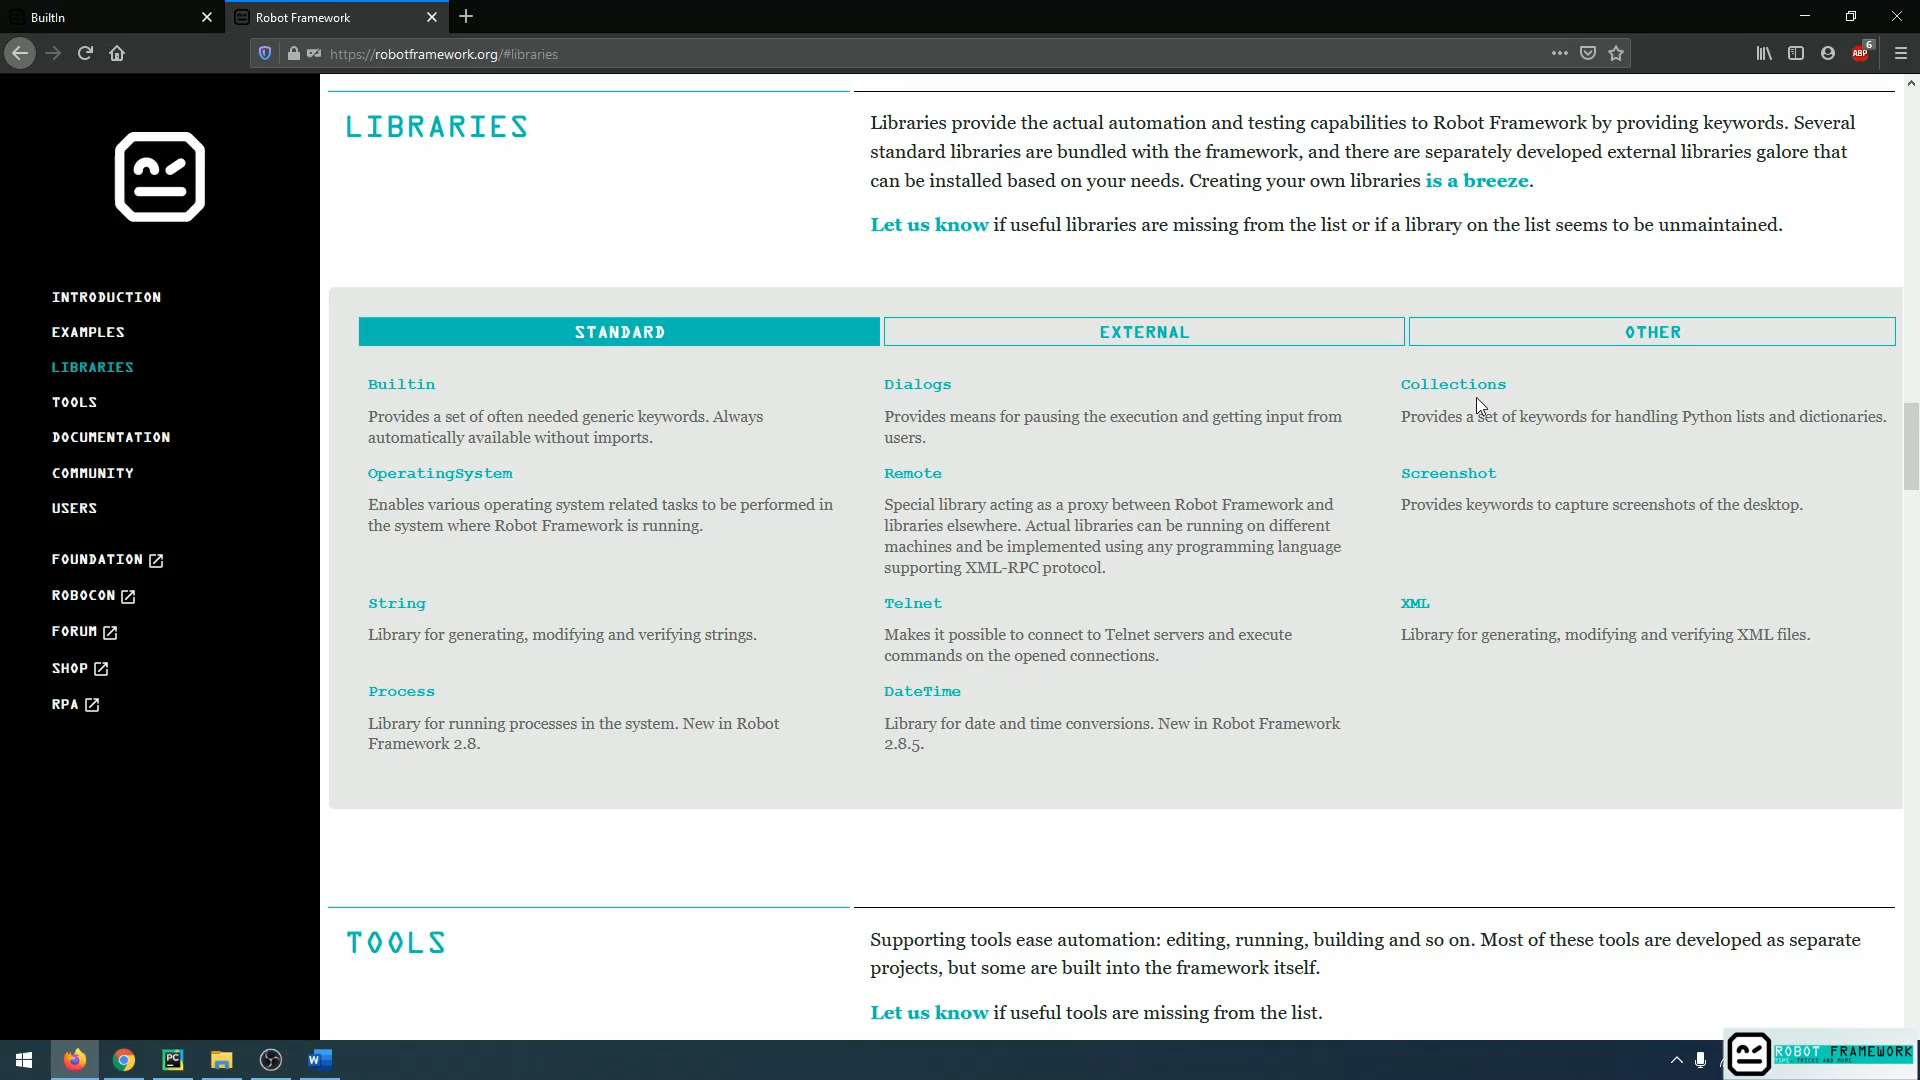 BuiltIn
Robot Framework
https://robotframework.org/#libraries
ABP
6
INTRODUCTION
EXAMPLES
LIBRARIES
TOOLS
DOCUMENTATION
COMMUNITY
USERS
FOUNDATION
ROBOCON
FORUM
SHOP
RPA
LIBRARIES
Libraries provide the actual automation and testing capabilities to Robot Framework by providing keywords. Several
standard libraries are bundled with the framework, and there are separately developed external libraries galore that
can be installed based on your needs. Creating your own libraries is a breeze.
Let us know if useful libraries are missing from the list or if a library on the list seems to be unmaintained.
STANDARD
EXTERNAL
OTHER
Builtin
Provides a set of often needed generic keywords. Always
automatically available without imports.
Dialogs
Provides means for pausing the execution and getting input from
users.
Collections
Provides a set of keywords for handling Python lists and dictionaries.
OperatingSystem
Enables various operating system related tasks to be performed in
the system where Robot Framework is running.
Remote
Special library acting as a proxy between Robot Framework and
libraries elsewhere. Actual libraries can be running on different
machines and be implemented using any programming language
supporting XML-RPC protocol.
Screenshot
Provides keywords to capture screenshots of the desktop.
String
Library for generating, modifying and verifying strings.
Telnet
Makes it possible to connect to Telnet servers and execute
commands on the opened connections.
XML
Library for generating, modifying and verifying XML files.
Process
Library for running processes in the system. New in Robot
Framework 2.8.
DateTime
Library for date and time conversions. New in Robot Framework
2.8.5.
TOOLS
Supporting tools ease automation: editing, running, building and so on. Most of these tools are developed as separate
projects, but some are built into the framework itself.
Let us know if useful tools are missing from the list.
PC
W
ROBOT FRAMEWORK
TIPS, TRICKS AND MORE